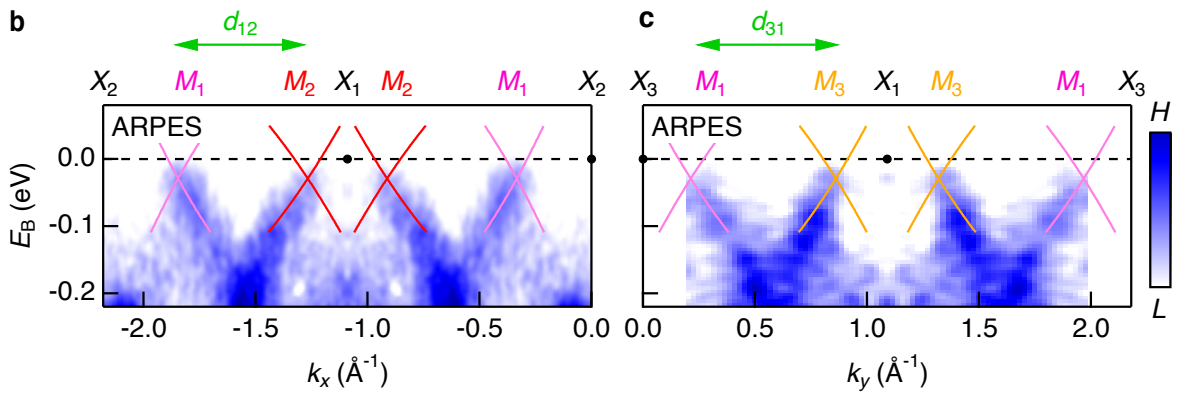 b
d12
X2 M1 M2 X1 M2 M1 X2
ARPES
0.0
-0.1
-0.2
EB (eV)
-2.0 -1.5 -1.0 -0.5 0.0
kx (Å-1)
c
d31
X3 M1 M3 X1 M3 M1 X3
ARPES
0.0 0.5 1.0 1.5 2.0
ky (Å-1)
H
L